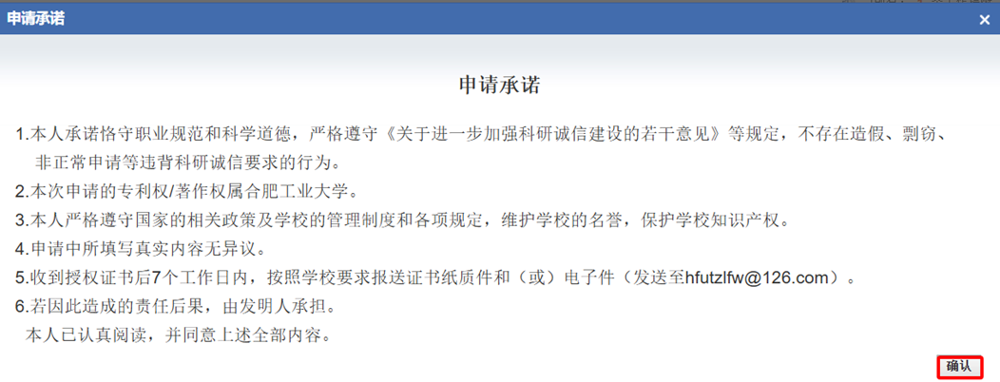 申请承诺
×
申请承诺
1.本人承诺恪守职业规范和科学道德，严格遵守《关于进一步加强科研诚信建设的若干意见》等规定，不存在造假、剽窃、
非正常申请等违背科研诚信要求的行为。
2.本次申请的专利权/著作权属合肥工业大学。
3.本人严格遵守国家的相关政策及学校的管理制度和各项规定，维护学校的名誉，保护学校知识产权。
4.申请中所填写真实内容无异议。
5.收到授权证书后7个工作日内，按照学校要求报送证书纸质件和（或）电子件（发送至hfutzlfw@126.com）。
6.若因此造成的责任后果，由发明人承担。
本人已认真阅读，并同意上述全部内容。
确认